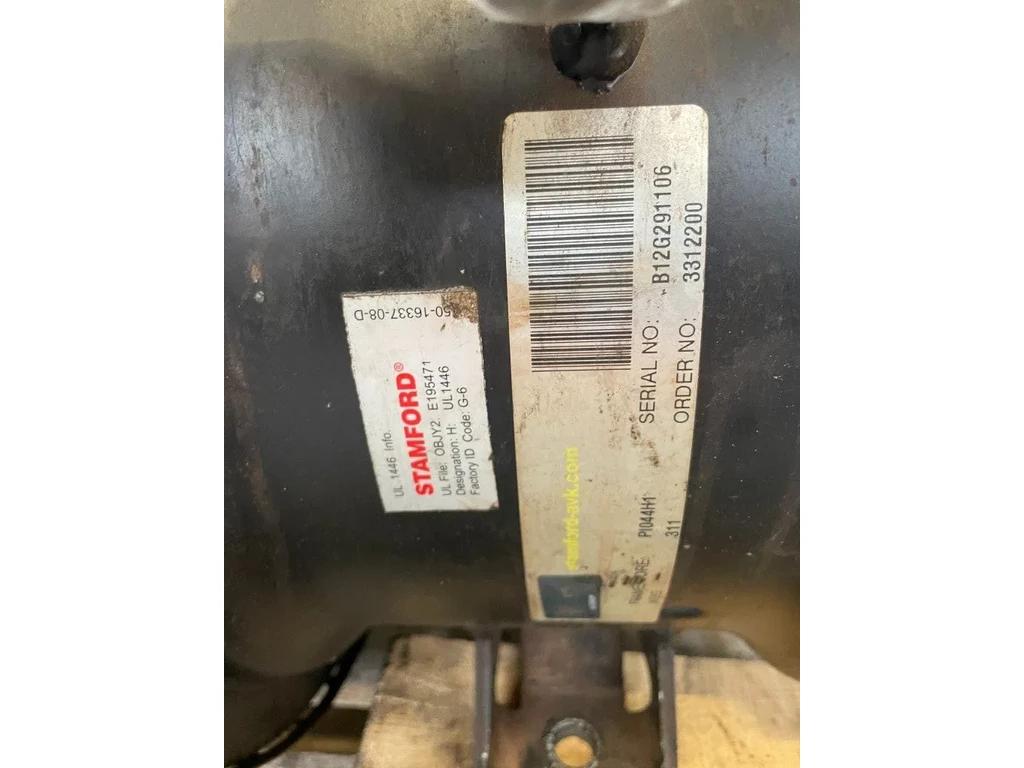 UL 1446 Info.
STAMFORD®
UL File: OBJY2. E195471
Designation: H: UL1446
Factory ID Code: G-6
50-16337-08-D
stamford-avk.com
PI044H1
311
SERIAL NO: B12G291106
ORDER NO: 3312200